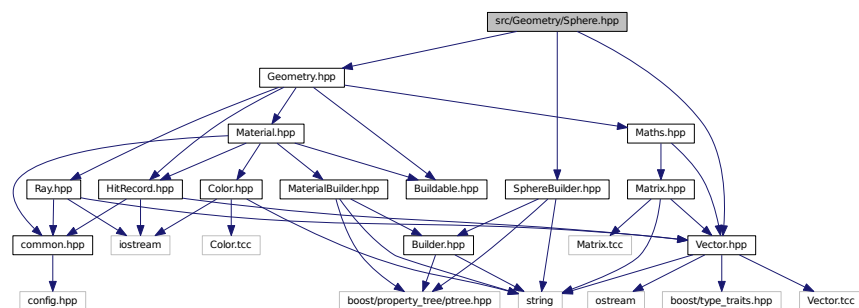 src/Geometry/Sphere.hpp
Geometry.hpp
Material.hpp
Maths.hpp
Ray.hpp
HitRecord.hpp
Color.hpp
MaterialBuilder.hpp
Buildable.hpp
SphereBuilder.hpp
Matrix.hpp
common.hpp
iostream
Color.tcc
Builder.hpp
Matrix.tcc
Vector.hpp
config.hpp
boost/property_tree/ptree.hpp
string
ostream
boost/type_traits.hpp
Vector.tcc